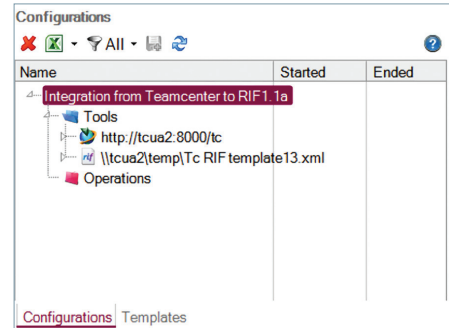 Configurations
All
Name Started Ended
Integration from Teamcenter to RIF1.1a
Tools
http://tcua2:8000/tc
rif \\tcua2\temp\Tc RIF template13.xml
Operations
Configurations Templates